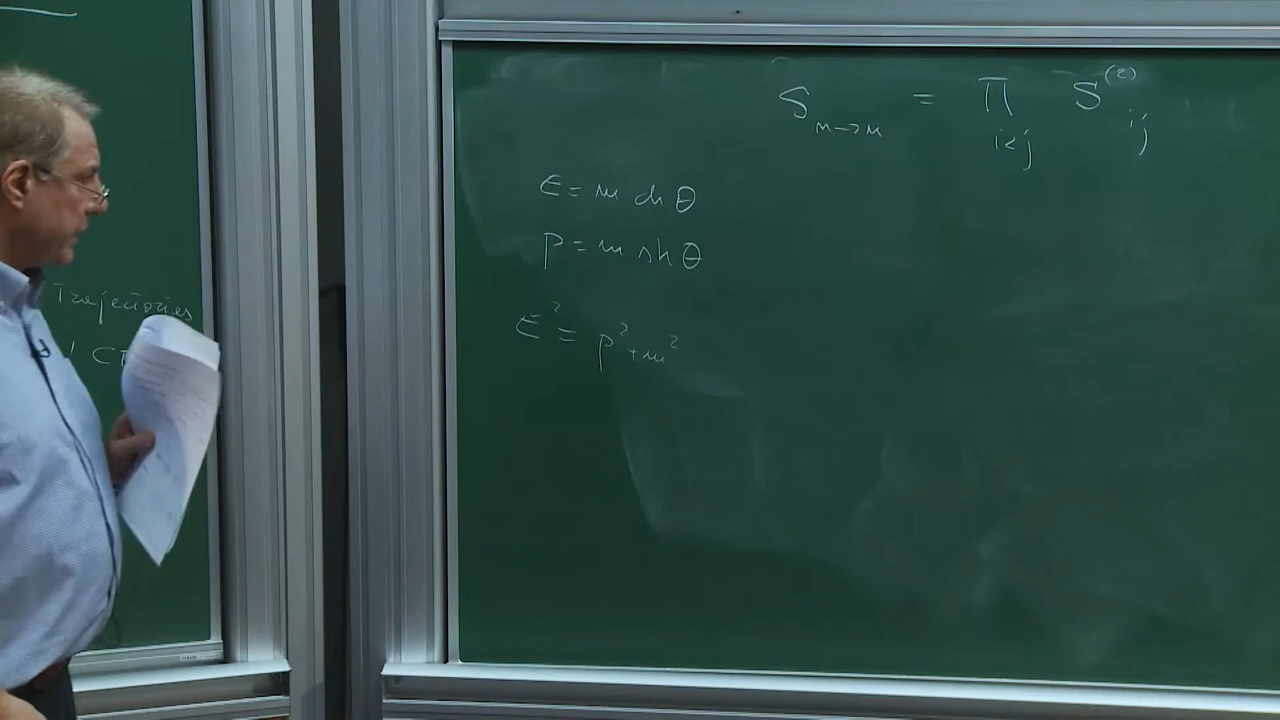 Trajectories
S_{n→n} = ∏_{i<j} S^{(2)}_{ij}
E = m ch θ
p = m sh θ
E² = p² + m²